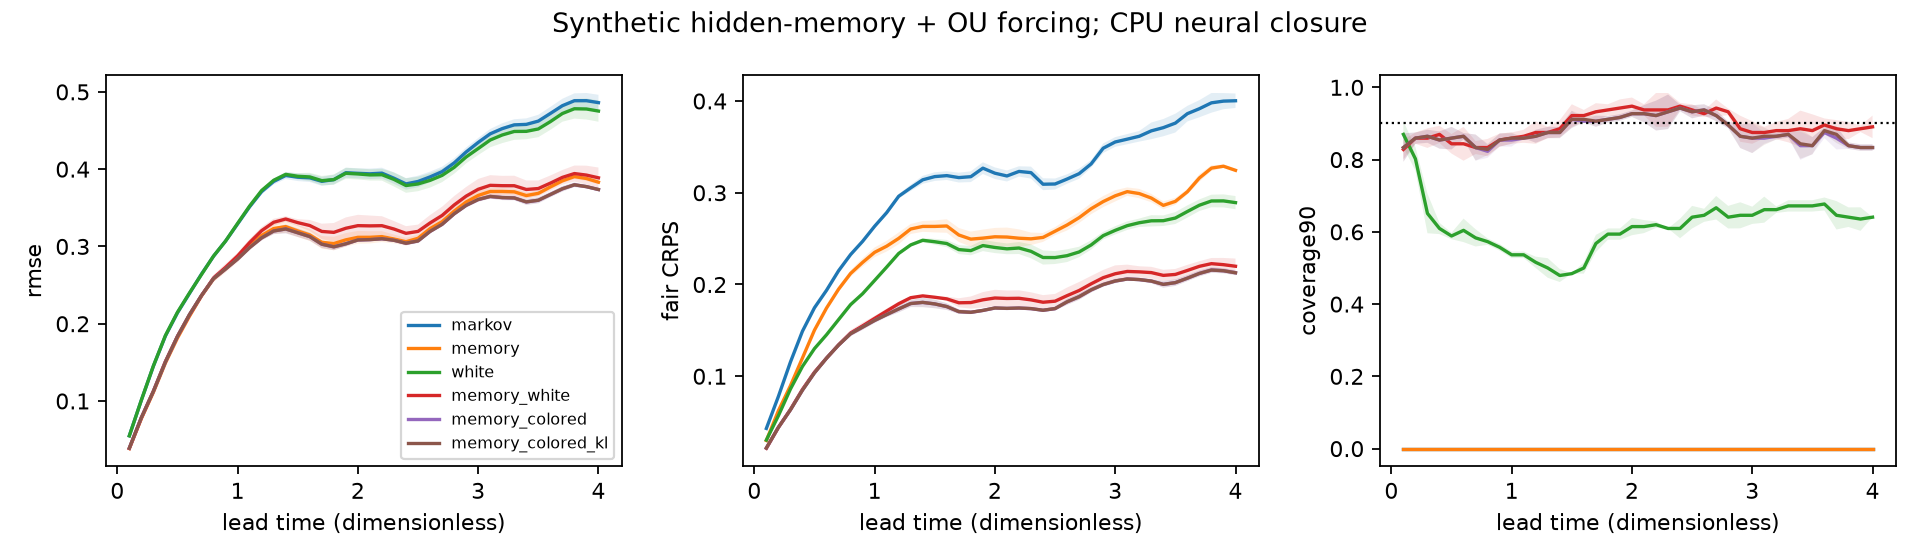 Synthetic hidden-memory + OU forcing; CPU neural closure
rmse
0.5
0.4
0.3
0.2
0.1
0 1 2 3 4
lead time (dimensionless)
markov
memory
white
memory_white
memory_colored
memory_colored_kl
fair CRPS
0.4
0.3
0.2
0.1
0 1 2 3 4
lead time (dimensionless)
coverage90
1.0
0.8
0.6
0.4
0.2
0.0
0 1 2 3 4
lead time (dimensionless)